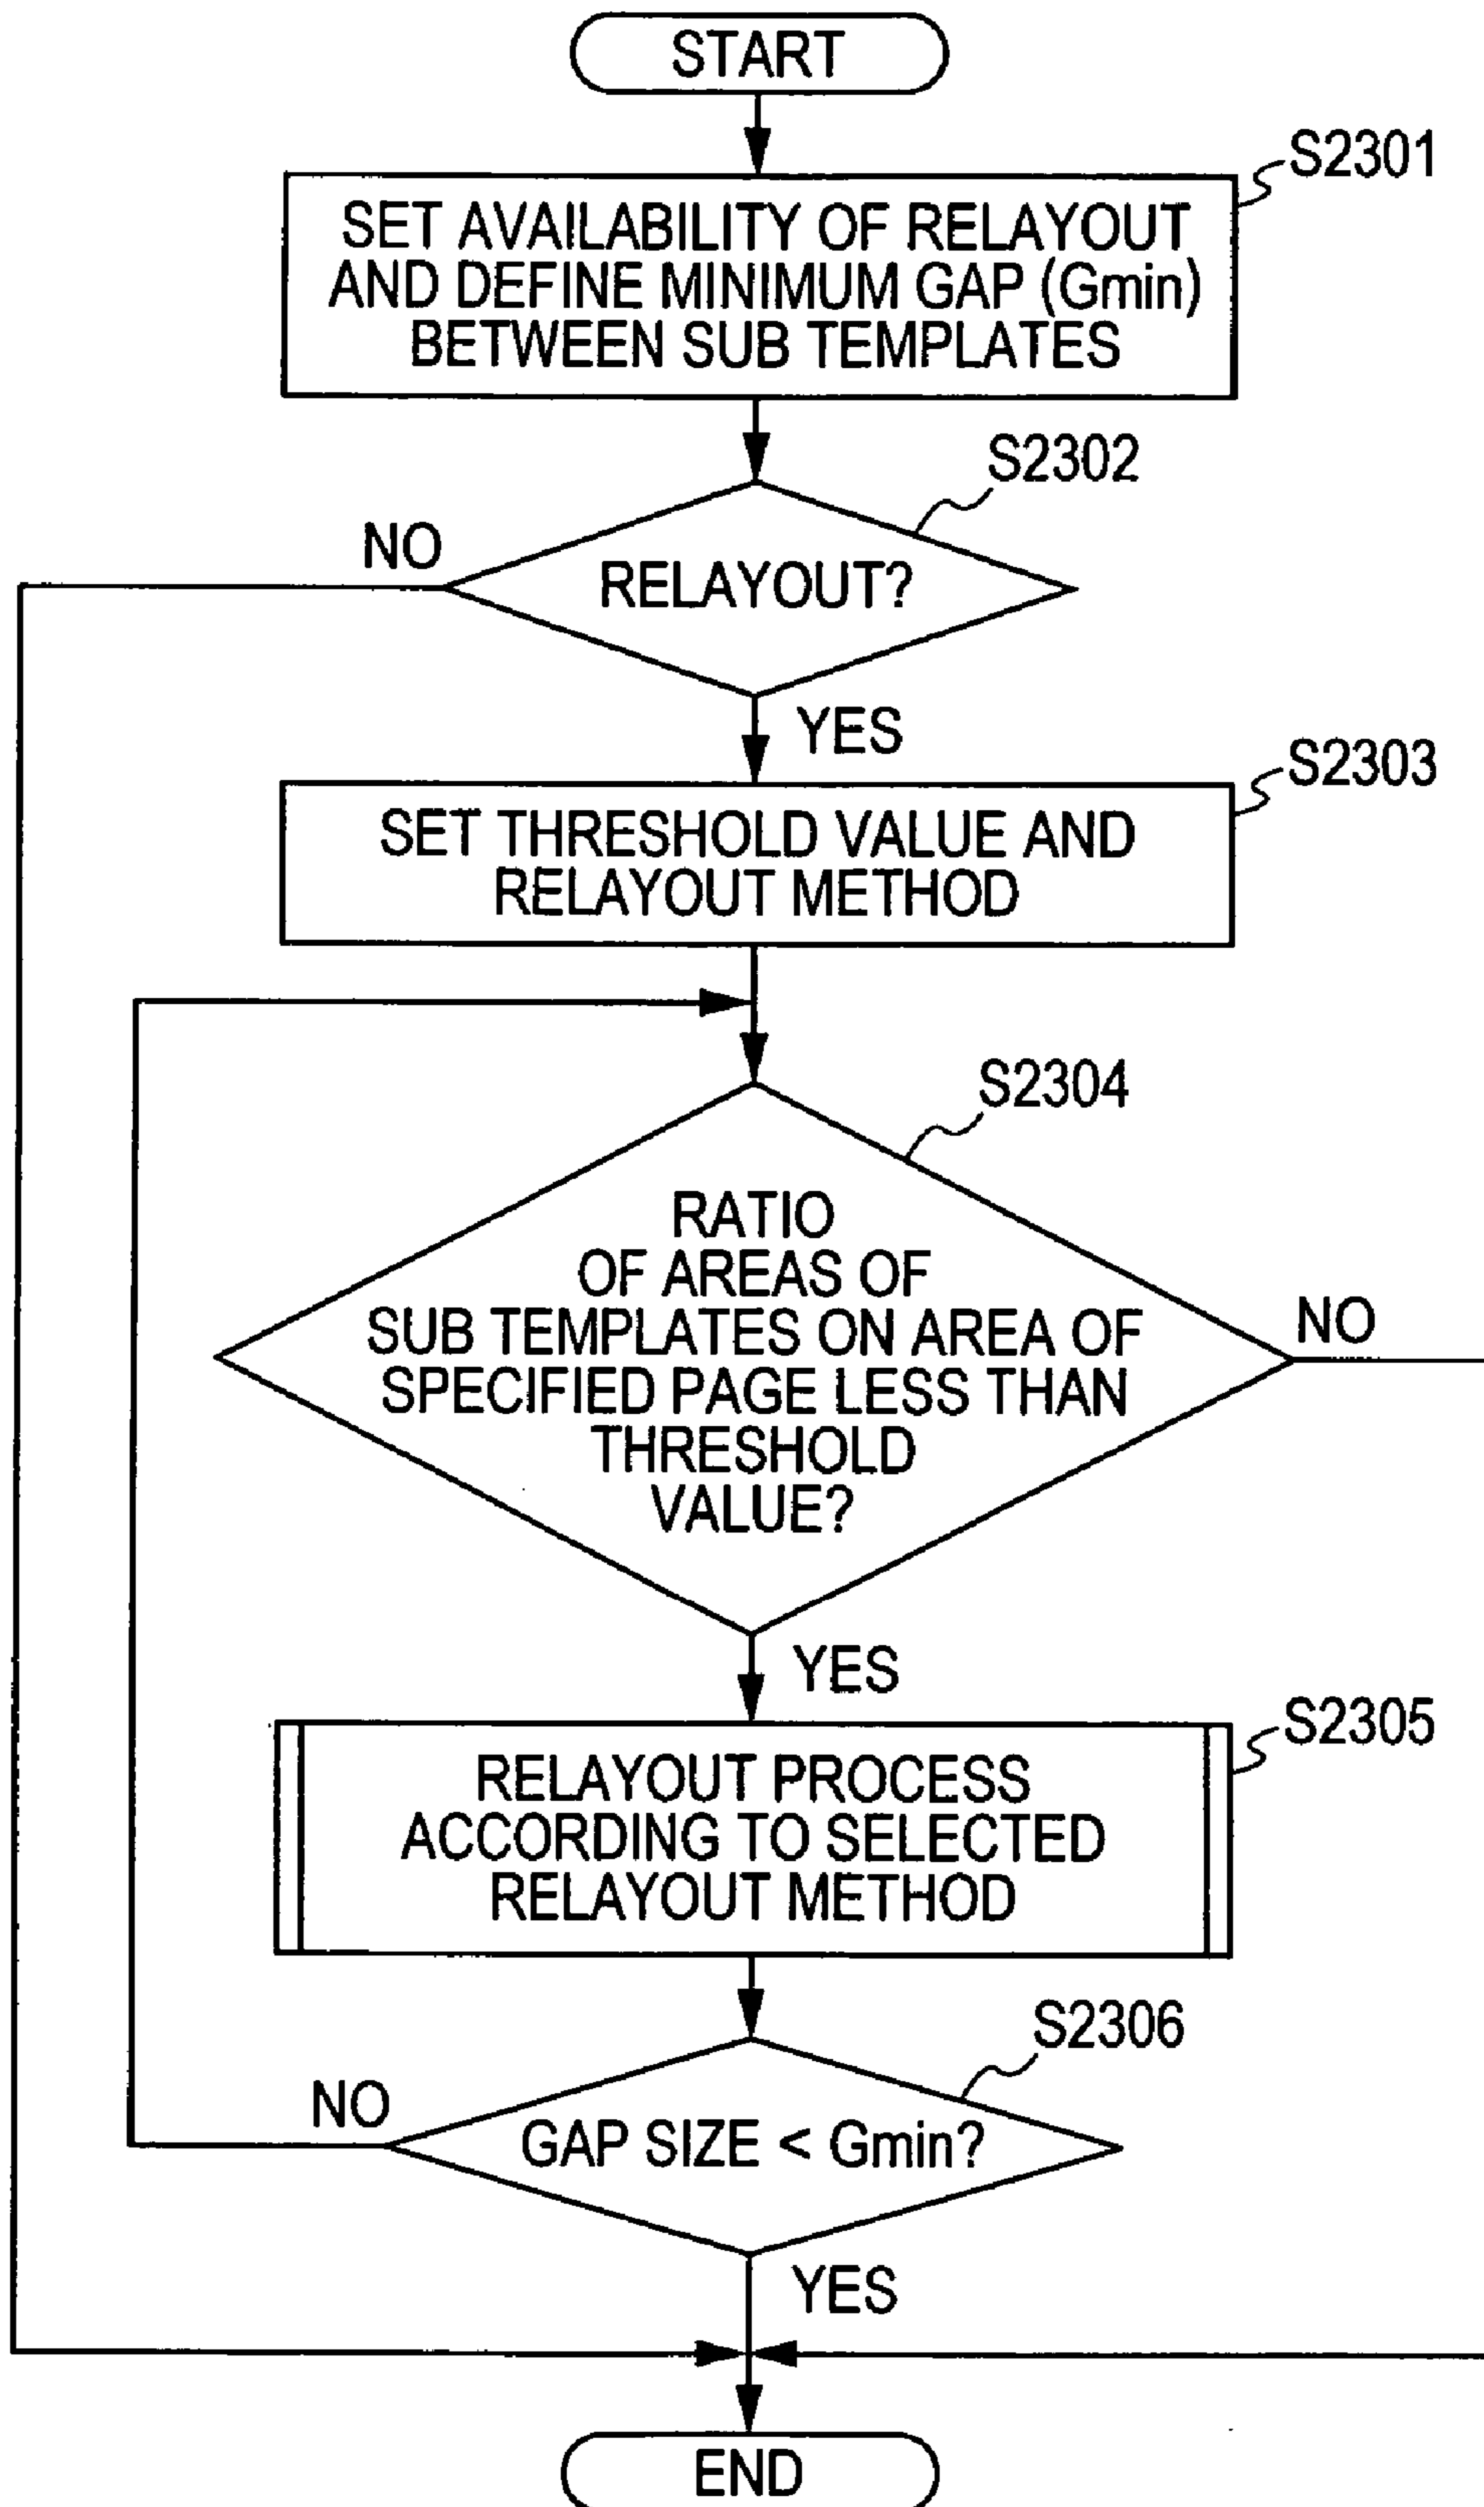 START
S2301
SET AVAILABILITY OF RELAYOUT
AND DEFINE MINIMUM GAP (Gmin)
BETWEEN SUB TEMPLATES
S2302
NO
RELAYOUT?
YES
S2303
SET THRESHOLD VALUE AND
RELAYOUT METHOD
S2304
RATIO
OF AREAS OF
SUB TEMPLATES ON AREA OF
SPECIFIED PAGE LESS THAN
THRESHOLD
VALUE?
NO
YES
S2305
RELAYOUT PROCESS
ACCORDING TO SELECTED
RELAYOUT METHOD
S2306
NO
GAP SIZE < Gmin?
YES
END